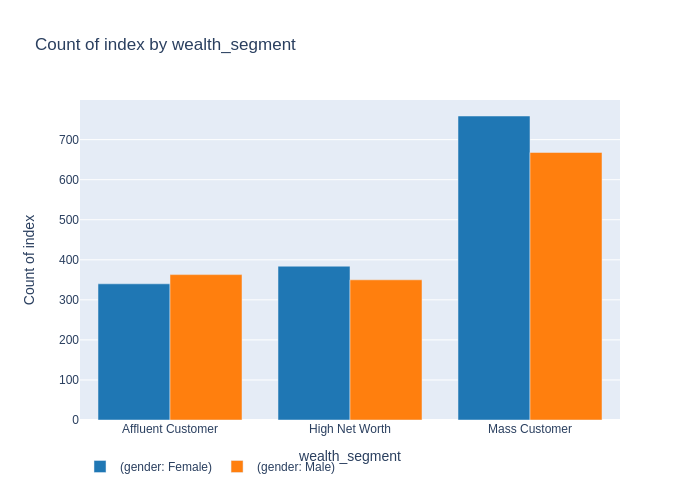 Count of index by wealth_segment
Count of index
700
600
500
400
300
200
100
0
Affluent Customer High Net Worth Mass Customer
wealth_segment
(gender: Female) (gender: Male)